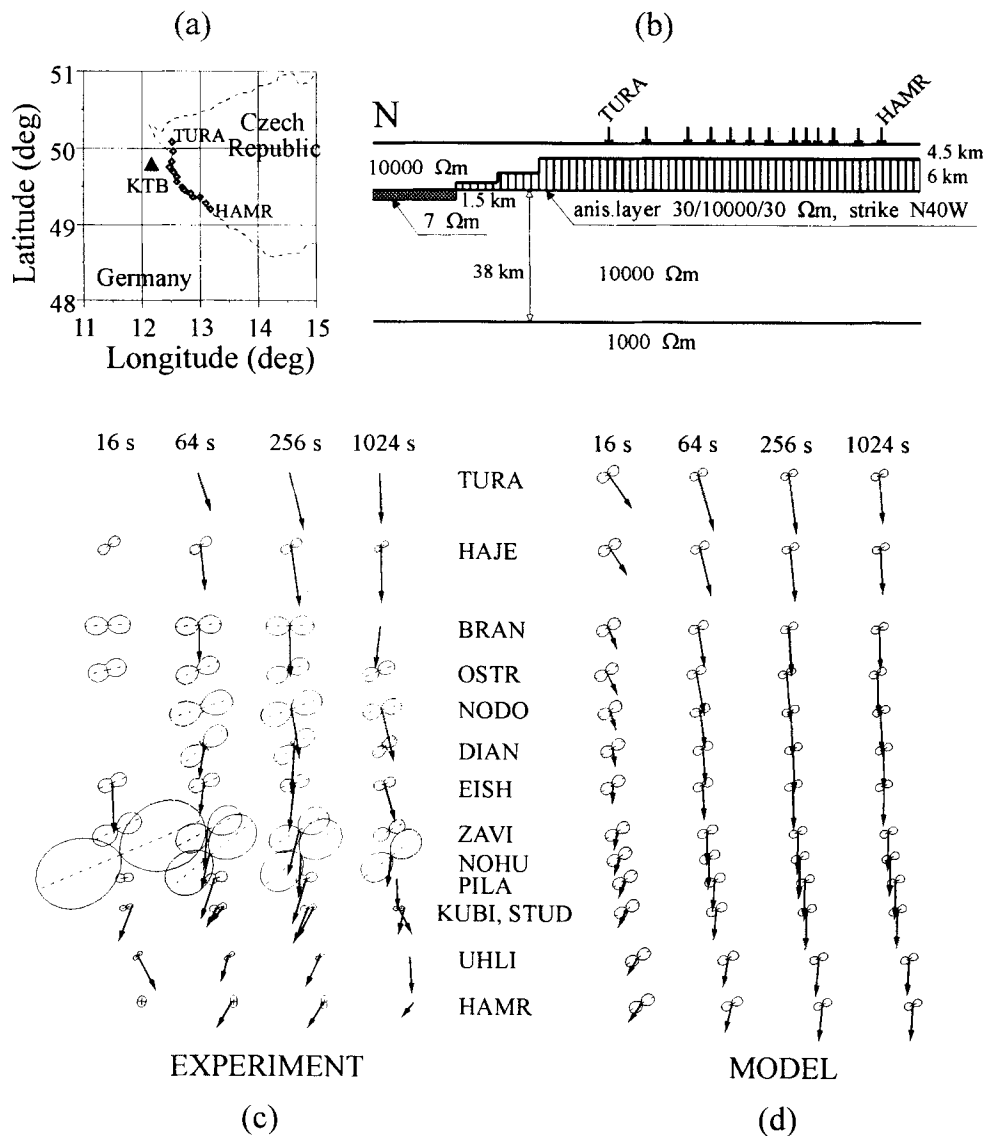 (a)
(b)
51
50
49
48
11 12 13 14 15
Latitude (deg)
Longitude (deg)
TURA
Czech
Republic
KTB
HAMR
Germany
N
TURA
HAMR
10000 Ωm
4.5 km
6 km
1.5 km
anis.layer 30/10000/30 Ωm, strike N40W
7 Ωm
38 km
10000 Ωm
1000 Ωm
16 s 64 s 256 s 1024 s
16 s 64 s 256 s 1024 s
TURA
HAJE
BRAN
OSTR
NODO
DIAN
EISH
ZAVI
NOHU
PILA
KUBI, STUD
UHLI
HAMR
EXPERIMENT
MODEL
(c)
(d)